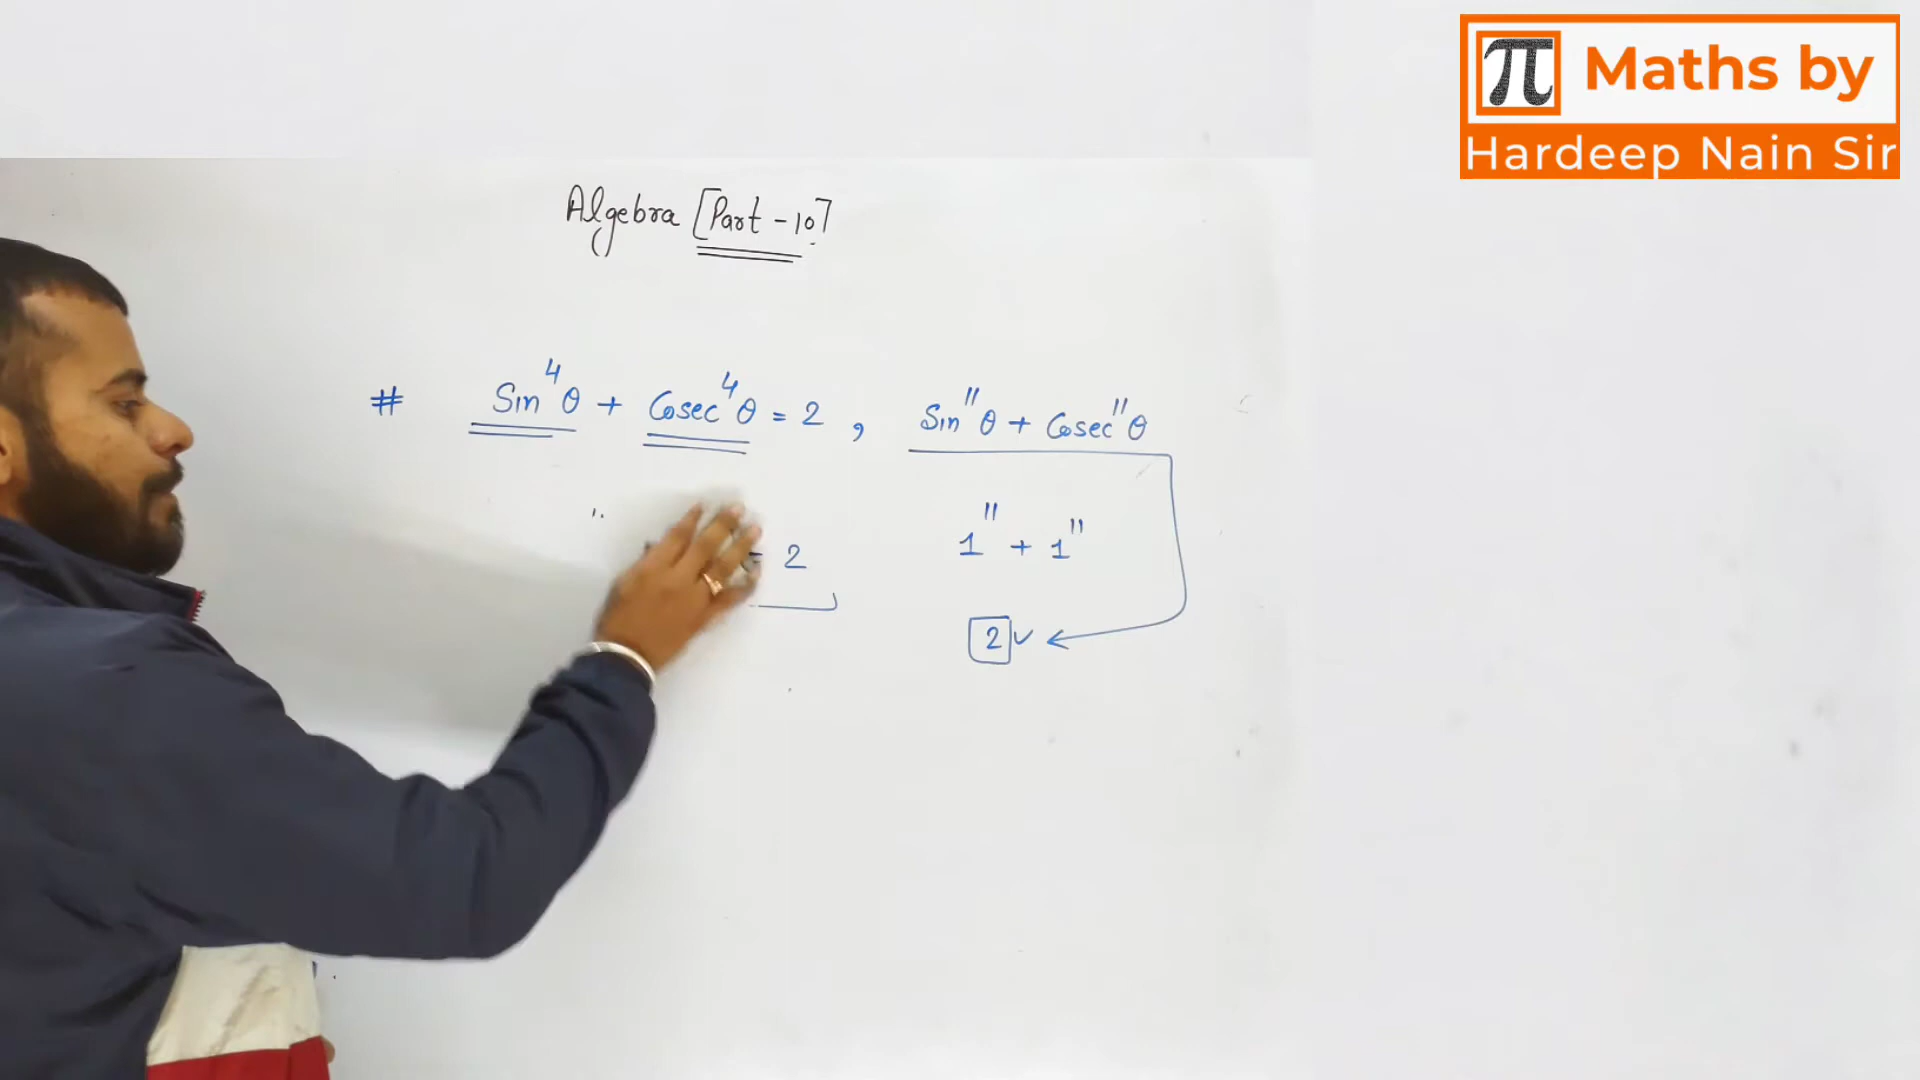 π Maths by
Hardeep Nain Sir
Algebra [Part-10]
# Sin⁴θ + Cosec⁴θ = 2, Sin¹¹θ + Cosec¹¹θ
= 2
1¹¹ + 1¹¹
2